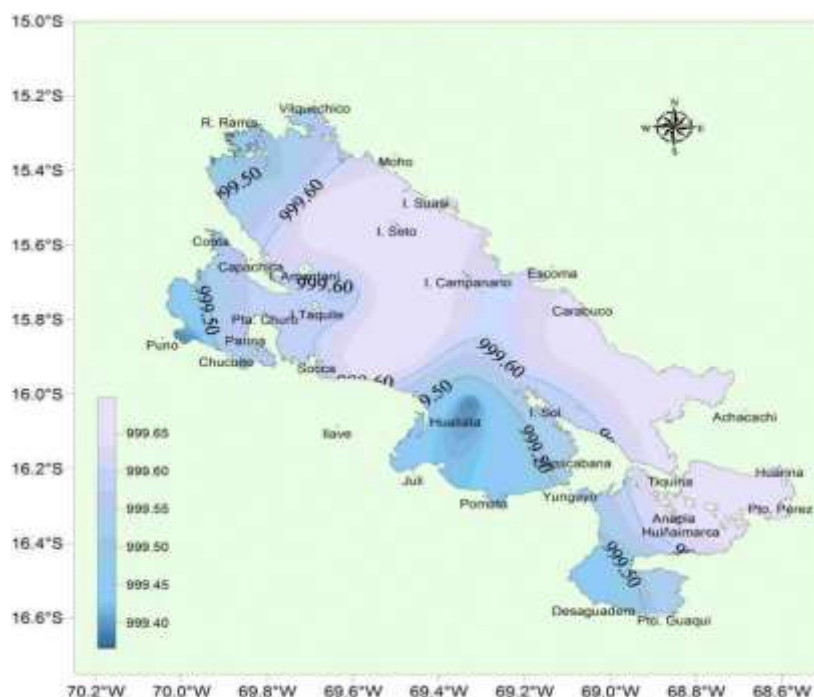 15.0°S
15.2°S
15.4°S
15.6°S
15.8°S
16.0°S
16.2°S
16.4°S
16.6°S
Vilquechico
R. Ramis
N
W E
S
Moho
999.50
999.60
I. Suasi
I. Soto
Capachica
I. Amantani
999.60
I. Campanario
Escoma
Carabuco
999.50
Pta. Churo
I. Taquile
Puno
Parina
Chucuito
Socca
999.60
999.60
9.50
I. Sol
Huallata
Achacachi
Ilave
999.50
Juli
Pomata
Yunguyo
Tiquina
Huarina
Pto. Perez
Anapia
Huiñaimarca
999.50
Desaguadero
Pto. Guaqui
999.65
999.60
999.55
999.50
999.45
999.40
70.2°W 70.0°W 69.8°W 69.6°W 69.4°W 69.2°W 69.0°W 68.8°W 68.6°W